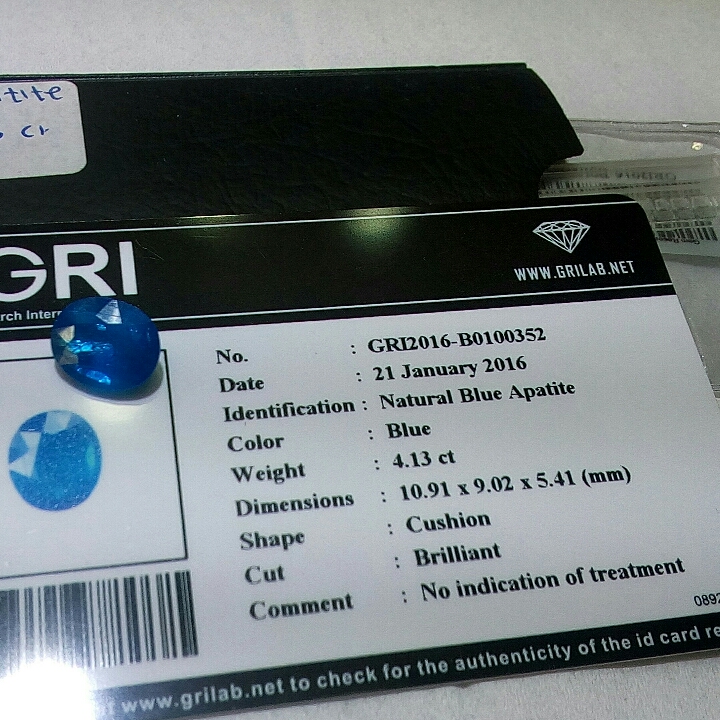 Cr
GRI
WWW.GRILAB.NET
No. : GRI2016-B0100352
Date : 21 January 2016
Identification : Natural Blue Apatite
Color : Blue
Weight : 4.13 ct
Dimensions : 10.91 x 9.02 x 5.41 (mm)
Shape : Cushion
Cut : Brilliant
Comment : No indication of treatment
www.grilab.net to check for the authenticity of the id card